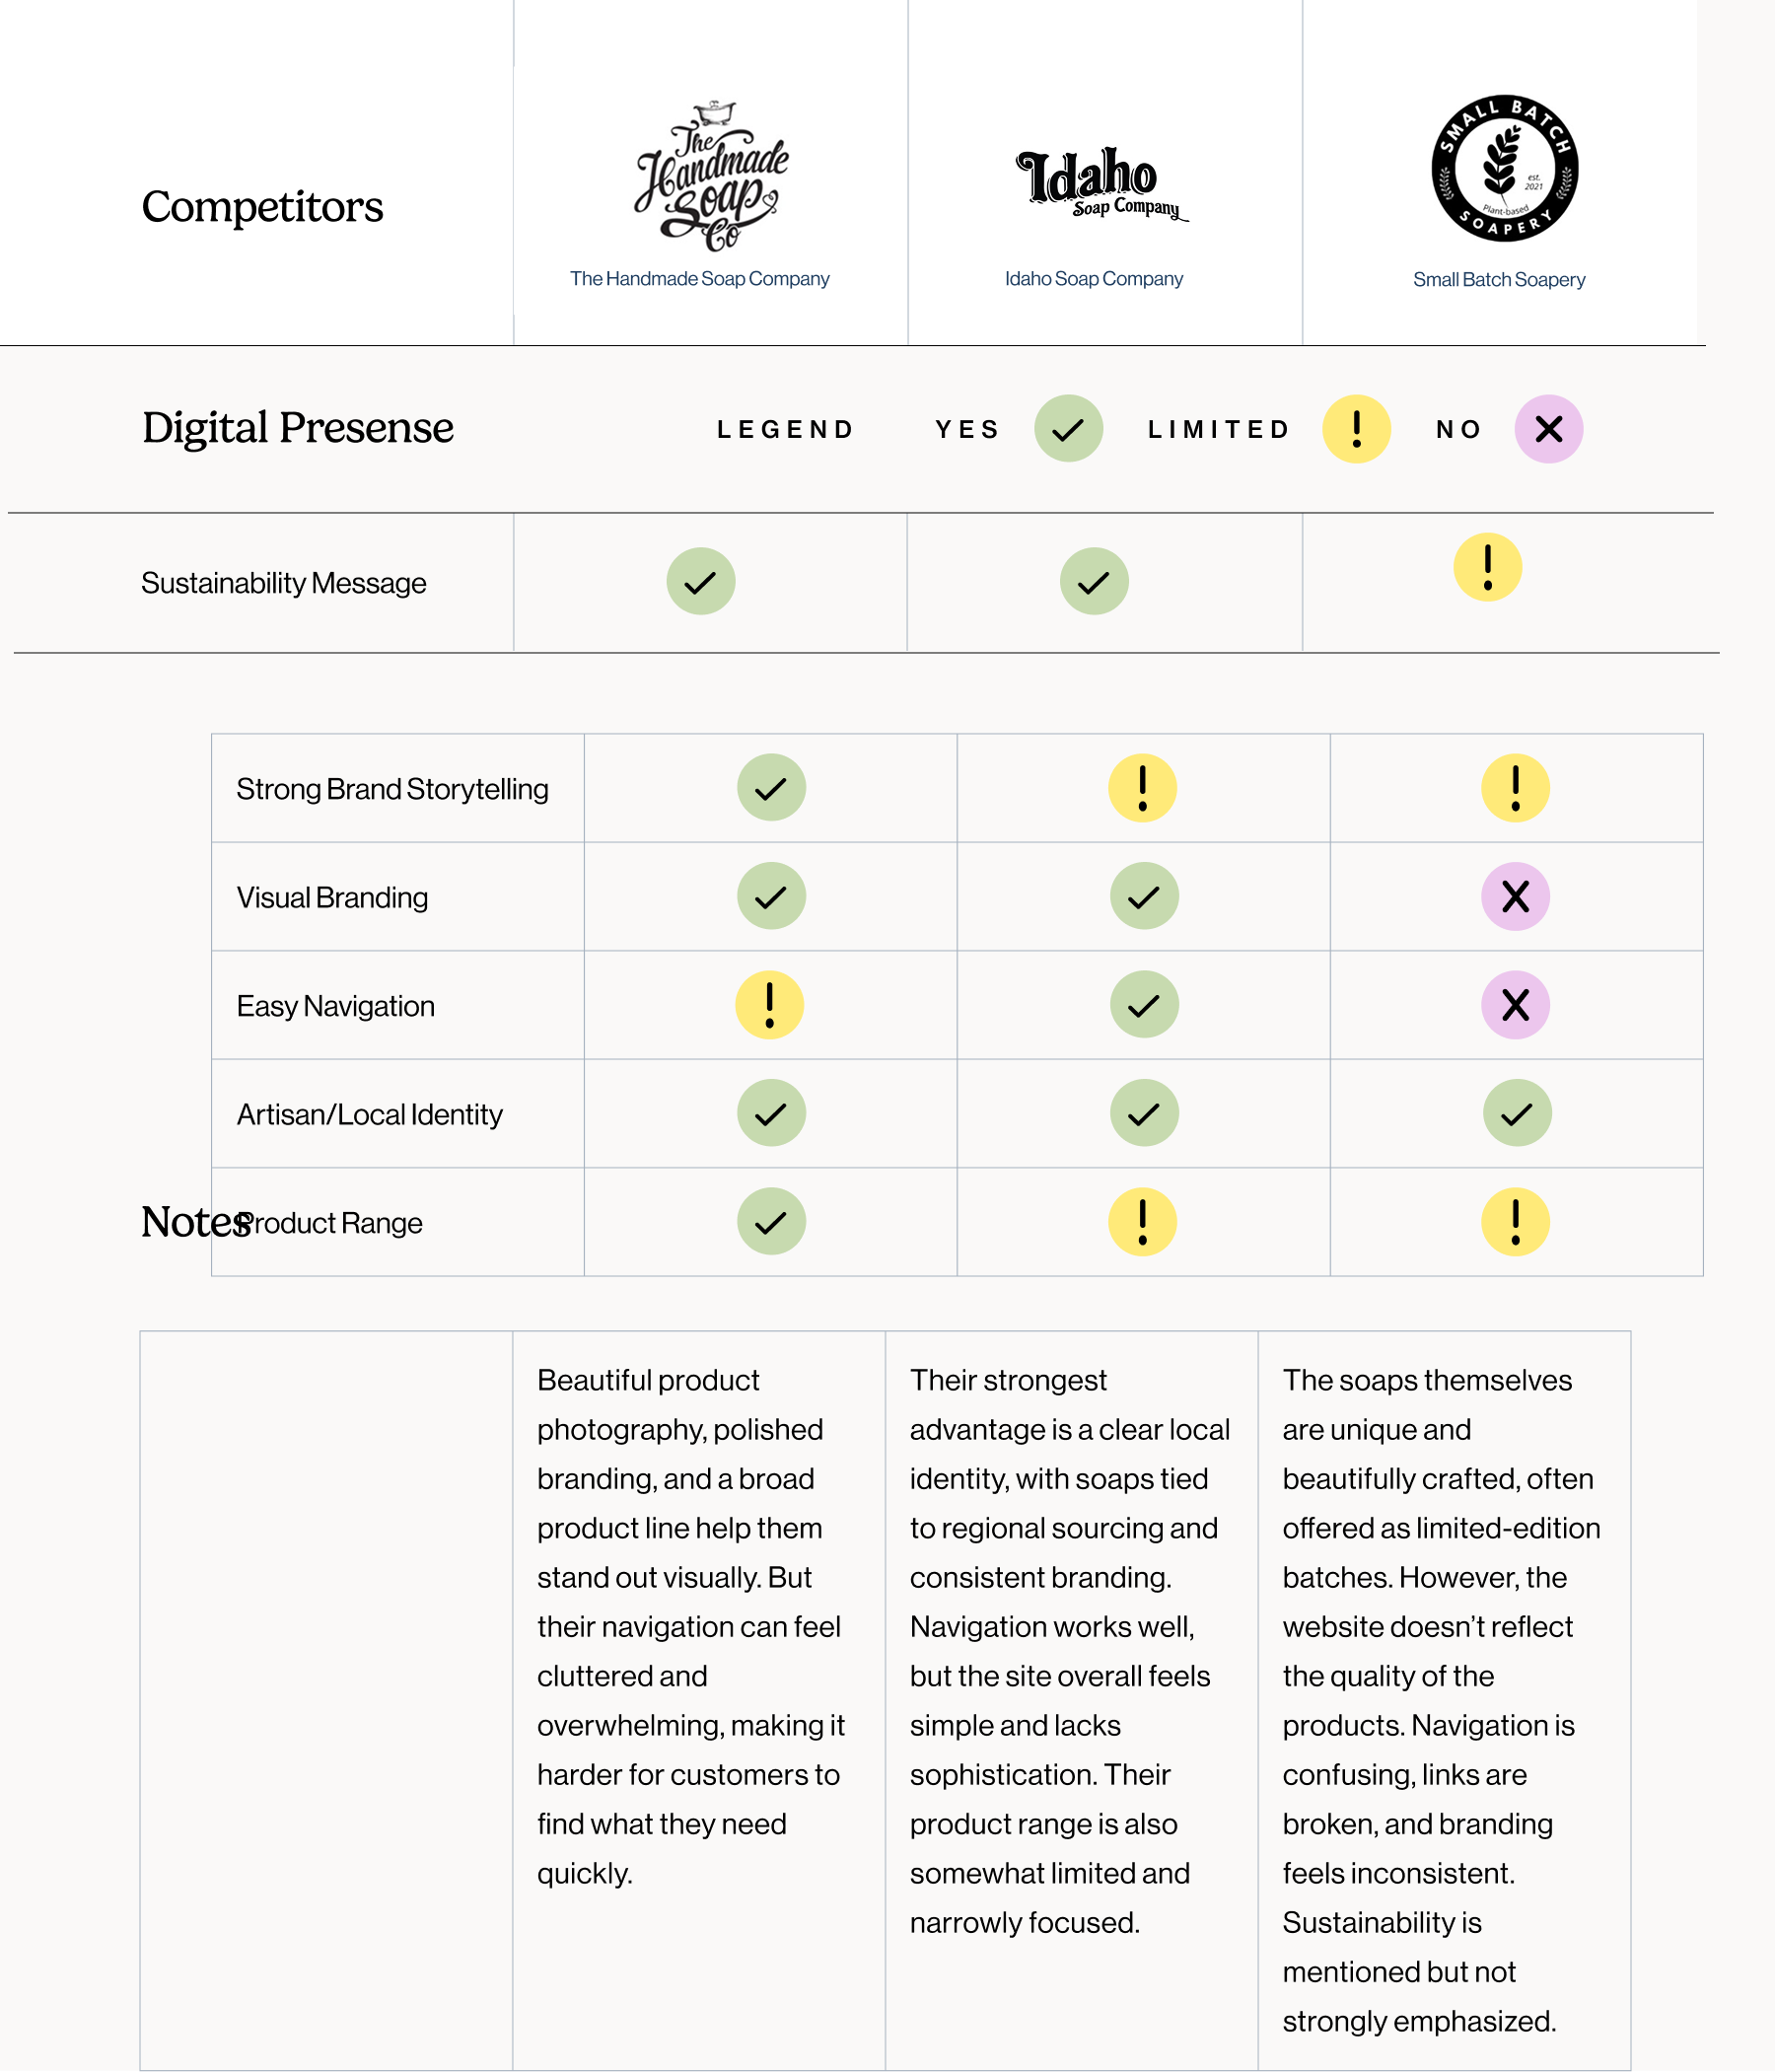 The
Handmade
Soap
Co
Idaho
Soap Company
SMALL BATCH
est.
2021
Plant-based
SOAPERY
Competitors
The Handmade Soap Company
Idaho Soap Company
Small Batch Soapery
Digital Presense
LEGEND YES LIMITED NO
Sustainability Message
Strong Brand Storytelling
Visual Branding
Easy Navigation
Artisan/Local Identity
Notes
Product Range
Beautiful product
photography, polished
branding, and a broad
product line help them
stand out visually. But
their navigation can feel
cluttered and
overwhelming, making it
harder for customers to
find what they need
quickly.
Their strongest
advantage is a clear local
identity, with soaps tied
to regional sourcing and
consistent branding.
Navigation works well,
but the site overall feels
simple and lacks
sophistication. Their
product range is also
somewhat limited and
narrowly focused.
The soaps themselves
are unique and
beautifully crafted, often
offered as limited-edition
batches. However, the
website doesn’t reflect
the quality of the
products. Navigation is
confusing, links are
broken, and branding
feels inconsistent.
Sustainability is
mentioned but not
strongly emphasized.